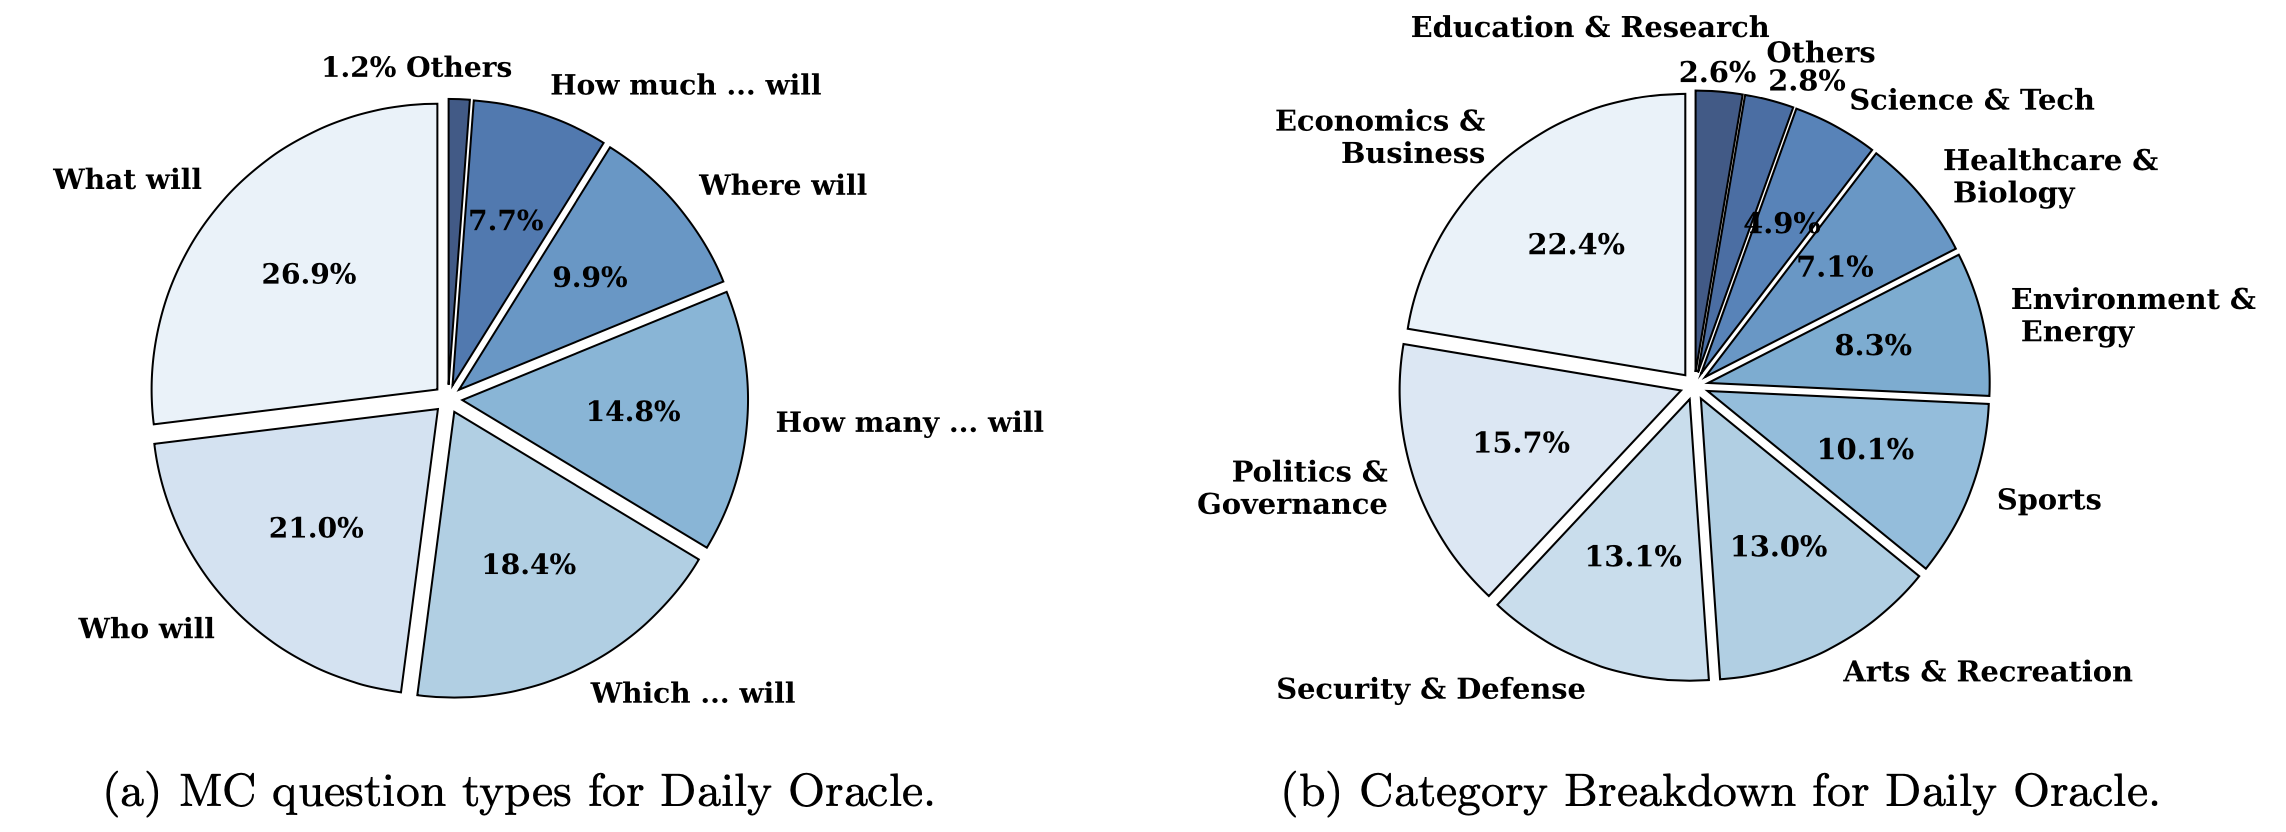 1.2% Others
How much ... will
What will
Where will
7.7%
26.9%
9.9%
14.8%
How many ... will
21.0%
18.4%
Who will
Which ... will
(a) MC question types for Daily Oracle.
Education & Research
Others
2.6%
2.8%
Science & Tech
Economics &
Business
Healthcare &
Biology
4.9%
22.4%
7.1%
Environment &
Energy
8.3%
15.7%
10.1%
Politics &
Governance
Sports
13.1%
13.0%
Arts & Recreation
Security & Defense
(b) Category Breakdown for Daily Oracle.